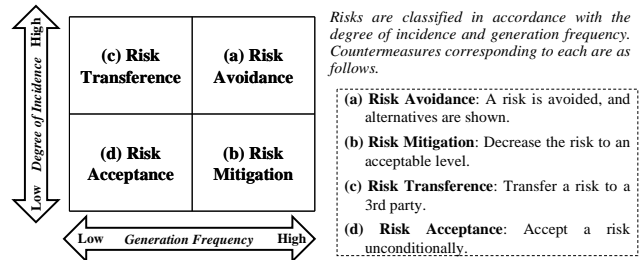 High
Degree of Incidence
Low
(c) Risk
Transference
(a) Risk
Avoidance
(d) Risk
Acceptance
(b) Risk
Mitigation
Low Generation Frequency High
Risks are classified in accordance with the
degree of incidence and generation frequency.
Countermeasures corresponding to each are as
follows.
(a) Risk Avoidance: A risk is avoided, and
alternatives are shown.
(b) Risk Mitigation: Decrease the risk to an
acceptable level.
(c) Risk Transference: Transfer a risk to a
3rd party.
(d) Risk Acceptance: Accept a risk
unconditionally.